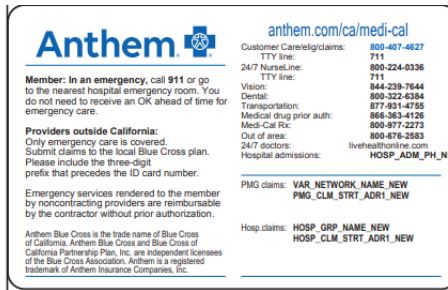 Anthem
Member: In an emergency, call 911 or go
to the nearest hospital emergency room. You
do not need to receive an OK ahead of time for
emergency care.
Providers outside California:
Only emergency care is covered.
Submit claims to the local Blue Cross plan.
Please include the three-digit
prefix that precedes the ID card number.
Emergency services rendered to the member
by noncontracting providers are reimbursable
by the contractor without prior authorization.
Anthem Blue Cross is the trade name of Blue Cross
of California. Anthem Blue Cross and Blue Cross of
California Partnership Plan, Inc. are independent licensees
of the Blue Cross Association. Anthem is a registered
trademark of Anthem Insurance Companies, Inc.
anthem.com/ca/medi-cal
Customer Care/elig/claims: 800-407-4627
TTY line: 711
24/7 NurseLine: 800-224-0336
TTY line: 711
Vision: 844-239-7644
Dental: 800-322-6384
Transportation: 877-931-4755
Medical drug prior auth: 866-363-4126
Medi-Cal Rx: 800-977-2273
Out of area: 800-676-2583
24/7 doctors: livehealthonline.com
Hospital admissions: HOSP_ADM_PH_N
PMG claims: VAR_NETWORK_NAME_NEW
PMG_CLM_STRT_ADR1_NEW
Hosp.claims: HOSP_GRP_NAME_NEW
HOSP_CLM_STRT_ADR1_NEW